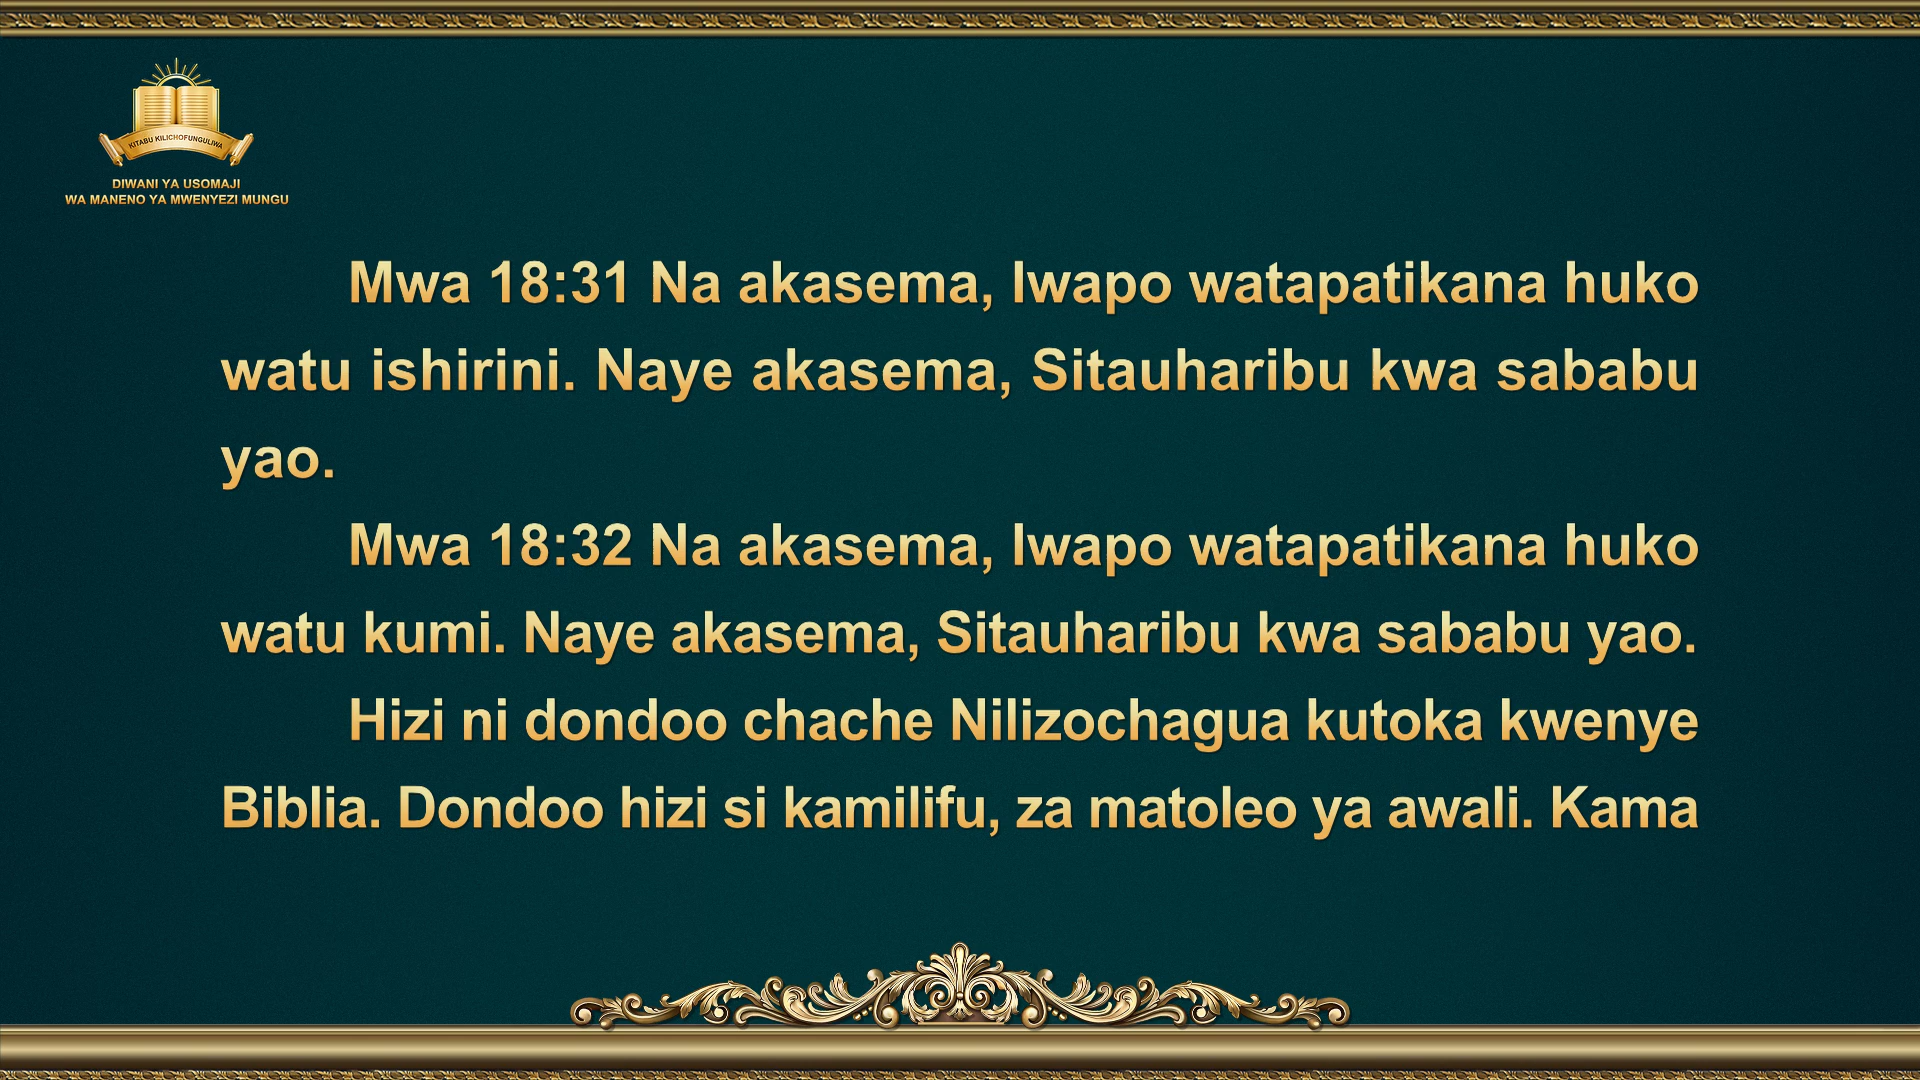 KITABU KILICHOFUNGULIWA
DIWANI YA USOMAJI
WA MANENO YA MWENYEZI MUNGU
Mwa 18:31 Na akasema, Iwapo watapatikana huko
watu ishirini. Naye akasema, Sitauharibu kwa sababu
yao.
Mwa 18:32 Na akasema, Iwapo watapatikana huko
watu kumi. Naye akasema, Sitauharibu kwa sababu yao.
Hizi ni dondoo chache Nilizochagua kutoka kwenye
Biblia. Dondoo hizi si kamilifu, za matoleo ya awali. Kama